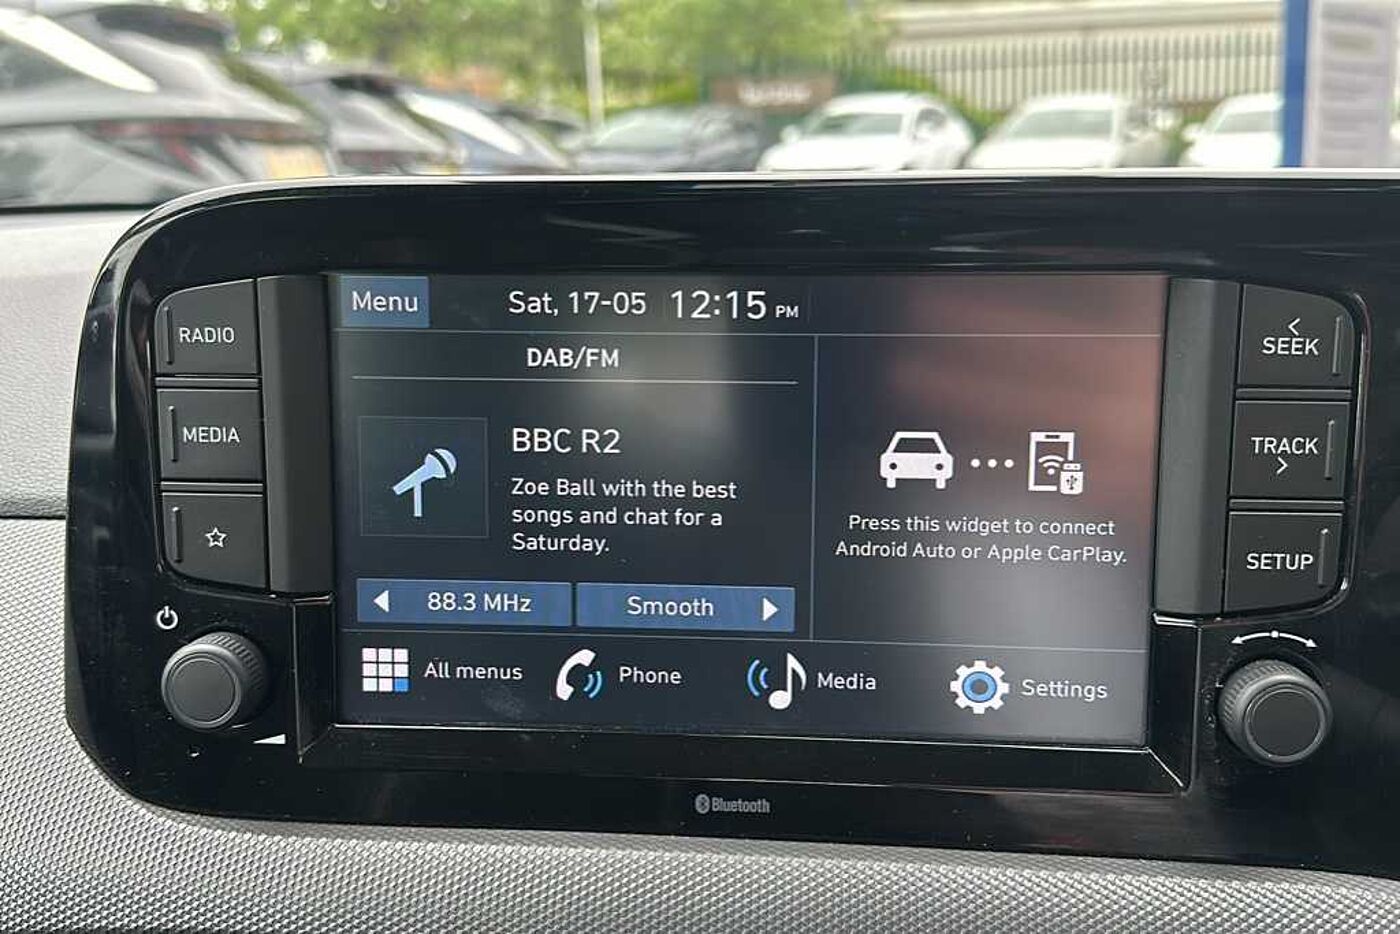 Menu
Sat, 17-05 12:15 PM
DAB/FM
RADIO
MEDIA
BBC R2
Zoe Ball with the best
songs and chat for a
Saturday.
88.3 MHz
Smooth
Press this widget to connect
Android Auto or Apple CarPlay.
All menus
Phone
Media
Settings
SEEK
TRACK
SETUP
Bluetooth